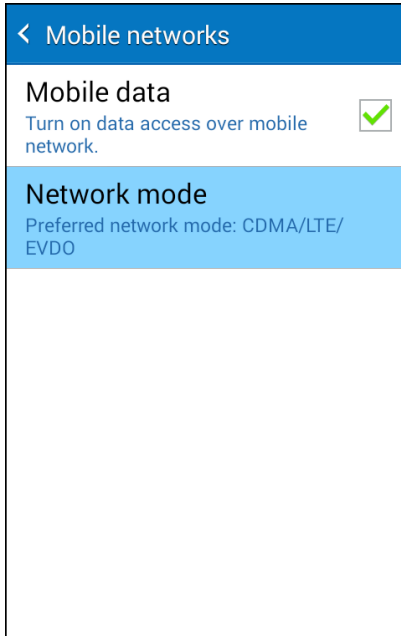 Mobile networks
Mobile data
Turn on data access over mobile
network.
Network mode
Preferred network mode: CDMA/LTE/
EVDO